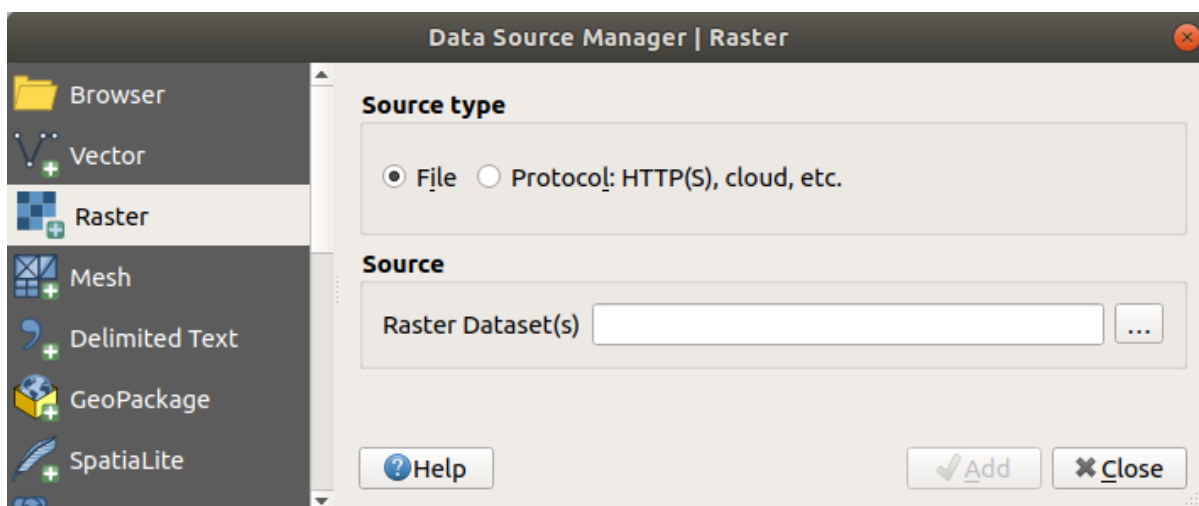 Data Source Manager | Raster
Browser
Vector
Raster
Mesh
Delimited Text
GeoPackage
SpatiaLite
Source type
File
Protocol: HTTP(S), cloud, etc.
Source
Raster Dataset(s)
...
Help
Add
Close